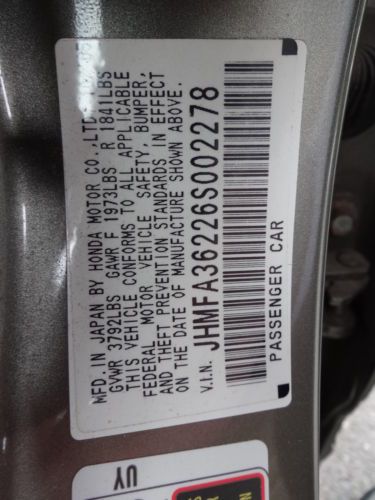 MFD. IN JAPAN BY HONDA MOTOR CO., LTD.
GVWR 3792LBS GAWR F 1973LBS R 1841LBS
THIS VEHICLE CONFORMS TO ALL APPLICABLE
FEDERAL MOTOR VEHICLE SAFETY, BUMPER,
AND THEFT PREVENTION STANDARDS IN EFFECT
ON THE DATE OF MANUFACTURE SHOWN ABOVE.
V.I.N. JHMFA36226S002278
PASSENGER CAR
UY